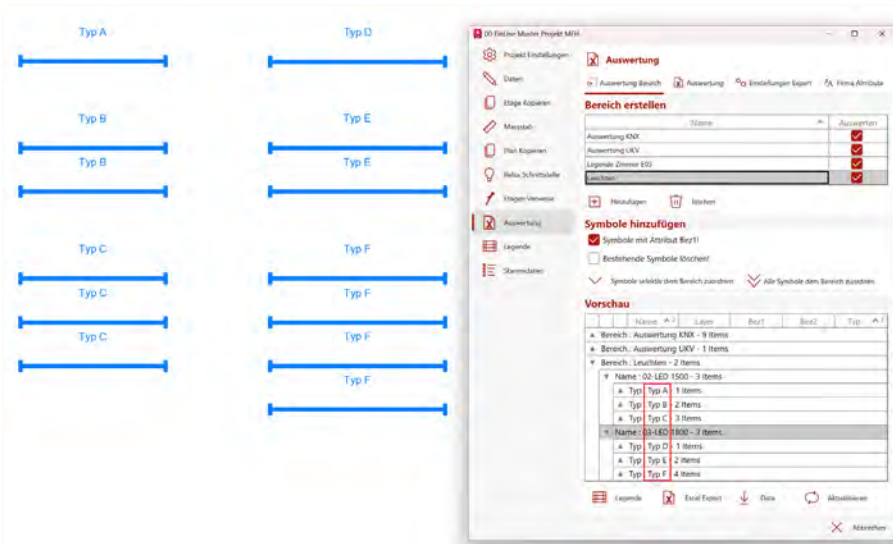 Typ A
Typ D
Typ B
Typ E
Typ B
Typ E
Typ C
Typ F
Typ C
Typ F
Typ C
Typ F
Typ F
00 EleLine Muster Projekt MFH
Projekt Einstellungen
Daten
Etage Kopieren
Massstab
Plan Kopieren
Relux Schnittstelle
Etagen Verweise
Auswertung
Legende
Stammdaten
Auswertung
Auswertung Bereich
Auswertung
Einstellungen Export
Firma Attribute
Bereich erstellen
Name
Auswerten
Auswertung KNX
Auswertung UKV
Legende Zimmer E03
Leuchten
Hinzufügen
löschen
Symbole hinzufügen
Symbole mit Attribut Bez1!
Bestehende Symbole löschen!
Symbole selektiv dem Bereich zuordnen
Alle Symbole dem Bereich zuordnen
Vorschau
Name
Layer
Bez1
Bez2
Typ
Bereich : Auswertung KNX - 9 Items
Bereich : Auswertung UKV - 1 Items
Bereich : Leuchten - 2 Items
Name : 02-LED 1500 - 3 Items
Typ : Typ A - 1 Items
Typ : Typ B - 2 Items
Typ : Typ C - 3 Items
Name : 03-LED 1800 - 3 Items
Typ : Typ D - 1 Items
Typ : Typ E - 2 Items
Typ : Typ F - 4 Items
Legende
Excel Export
Data
Aktualisieren
Abbrechen